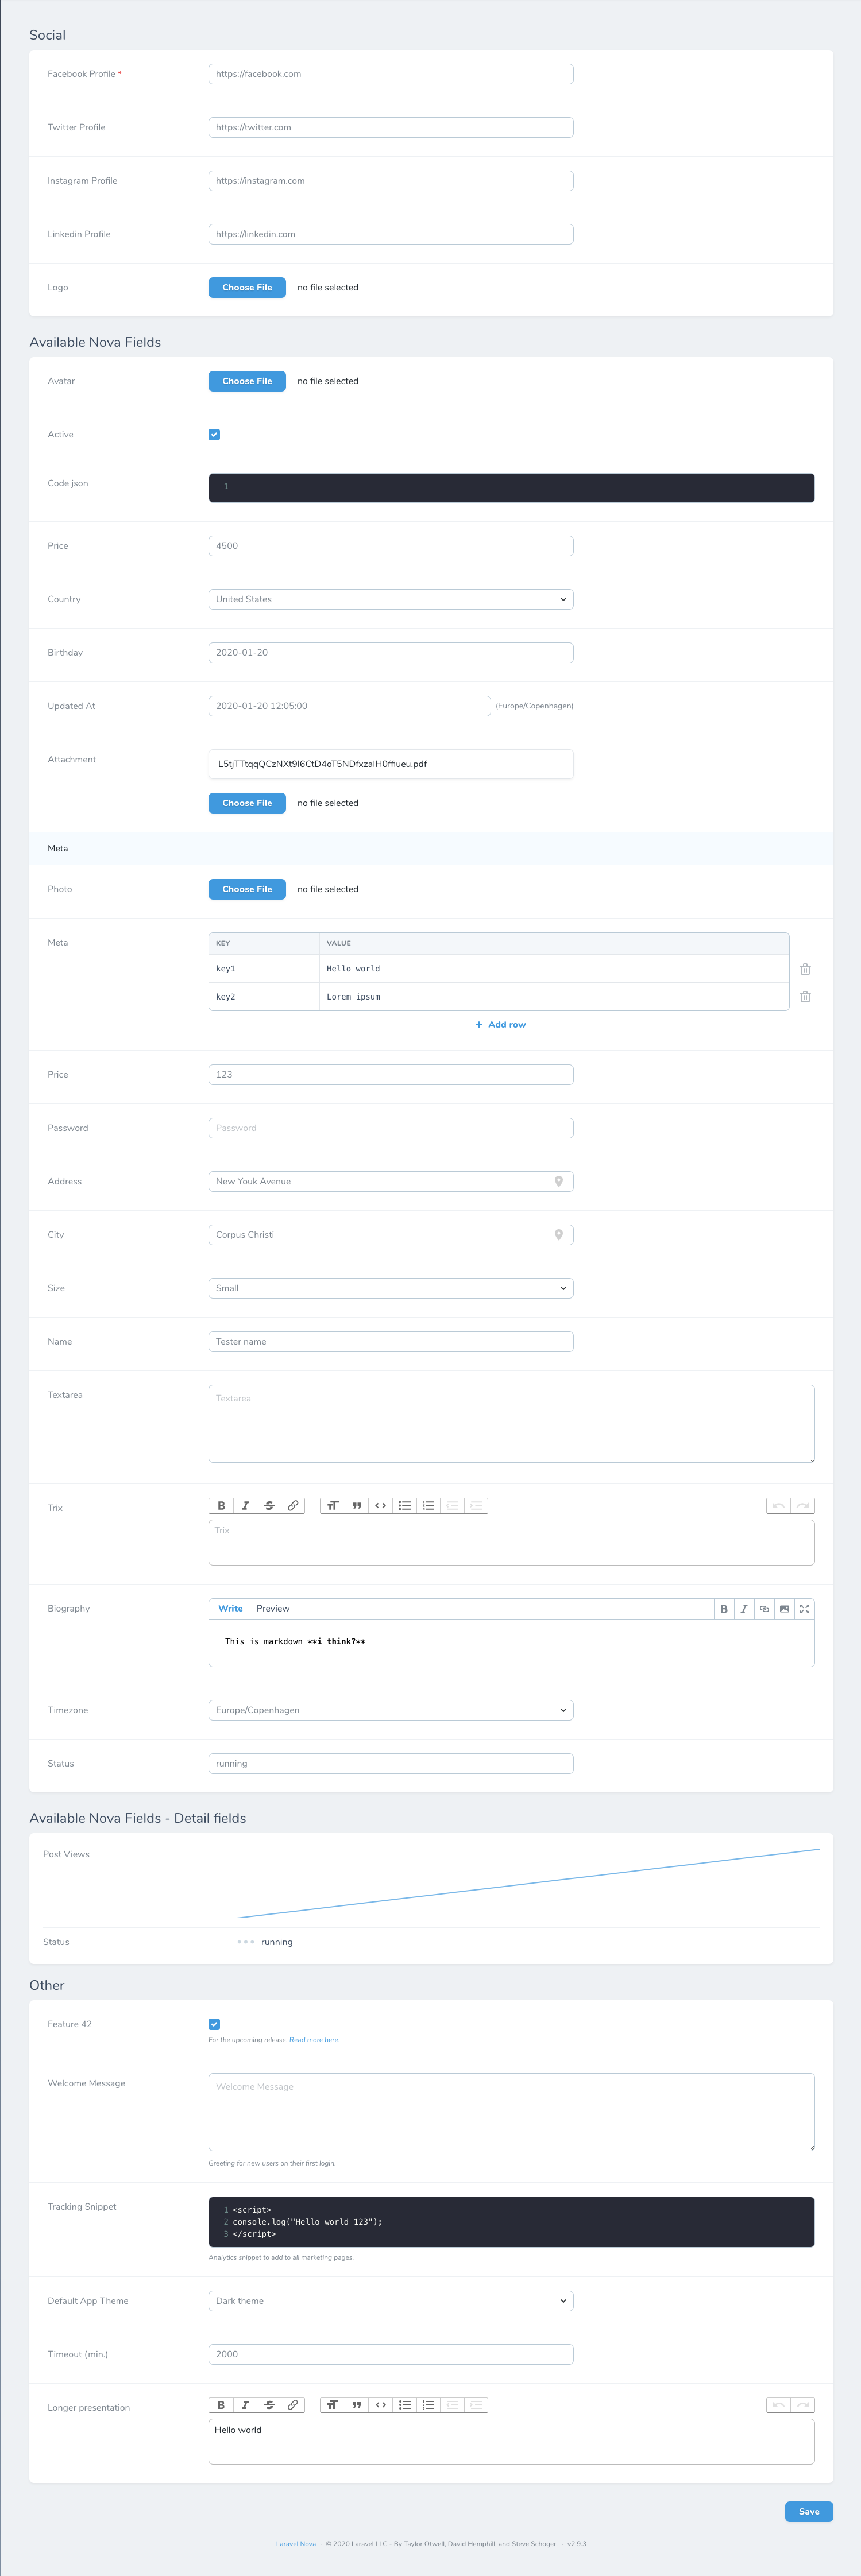 Social
Facebook Profile * https://facebook.com
Twitter Profile https://twitter.com
Instagram Profile https://instagram.com
Linkedin Profile https://linkedin.com
Logo Choose File no file selected
Available Nova Fields
Avatar Choose File no file selected
Active
Code json 1
Price 4500
Country United States
Birthday 2020-01-20
Updated At 2020-01-20 12:05:00 (Europe/Copenhagen)
Attachment L5tjTTtqqQCzNXt9I6CtD4oT5NDfxzalH0ffiueu.pdf
Choose File no file selected
Meta
Photo Choose File no file selected
Meta KEY VALUE
key1 Hello world
key2 Lorem ipsum
+ Add row
Price 123
Password Password
Address New Youk Avenue
City Corpus Christi
Size Small
Name Tester name
Textarea Textarea
Trix B I S T
Trix
Biography Write Preview B I
This is markdown **i think?**
Timezone Europe/Copenhagen
Status running
Available Nova Fields - Detail fields
Post Views
Status running
Other
Feature 42
For the upcoming release. Read more here.
Welcome Message Welcome Message
Greeting for new users on their first login.
Tracking Snippet 1 <script>
2 console.log("Hello world 123");
3 </script>
Analytics snippet to add to all marketing pages.
Default App Theme Dark theme
Timeout (min.) 2000
Longer presentation B I S T
Hello world
Save
Laravel Nova · © 2020 Laravel LLC - By Taylor Otwell, David Hemphill, and Steve Schoger. · v2.9.3